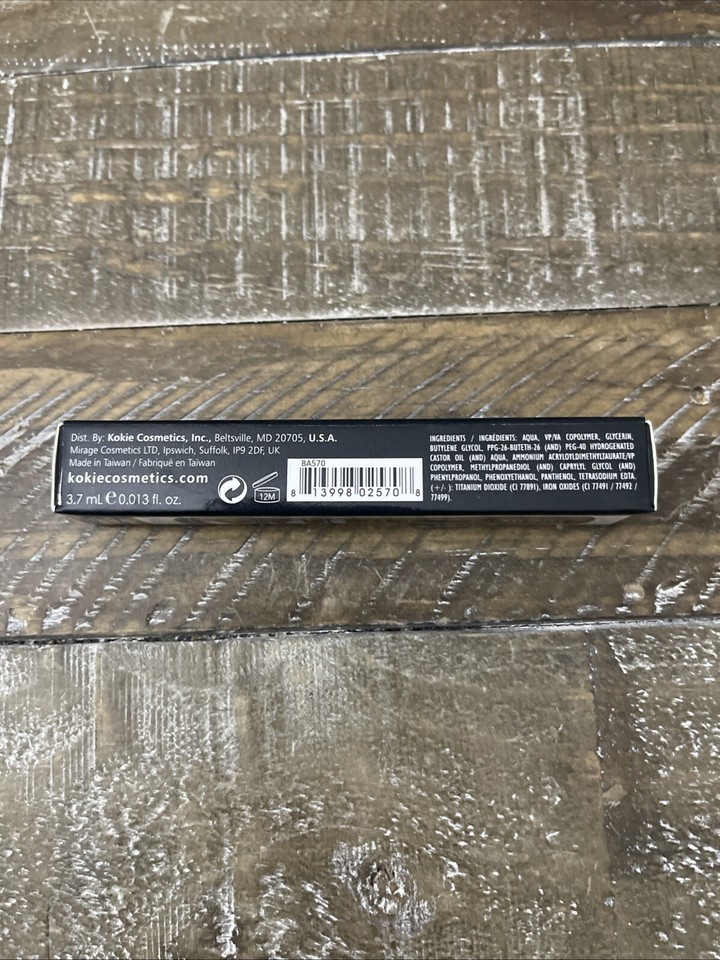 Dist. By: Kokie Cosmetics, Inc., Beltsville, MD 20705, U.S.A.
Mirage Cosmetics LTD, Ipswich, Suffolk, IP9 2DF, UK
Made in Taiwan / Fabriqué en Taiwan
kokiecosmetics.com
3.7 mL ℮ 0.013 fl. oz.
12M
BA570
8 13998 02570 8
INGREDIENTS / INGRÉDIENTS: AQUA, VP/VA COPOLYMER, GLYCERIN,
BUTYLENE GLYCOL, PPG-26-BUTETH-26 (AND) PEG-40 HYDROGENATED
CASTOR OIL (AND) AQUA, AMMONIUM ACRYLOYLDIMETHYLTAURATE/VP
COPOLYMER, METHYLPROPANEDIOL (AND) CAPRYLYL GLYCOL (AND)
PHENYLPROPANOL, PHENOXYETHANOL, PANTHENOL, TETRASODIUM EDTA.
(+/-): TITANIUM DIOXIDE (CI 77891), IRON OXIDES (CI 77491 / 77492 /
77499).